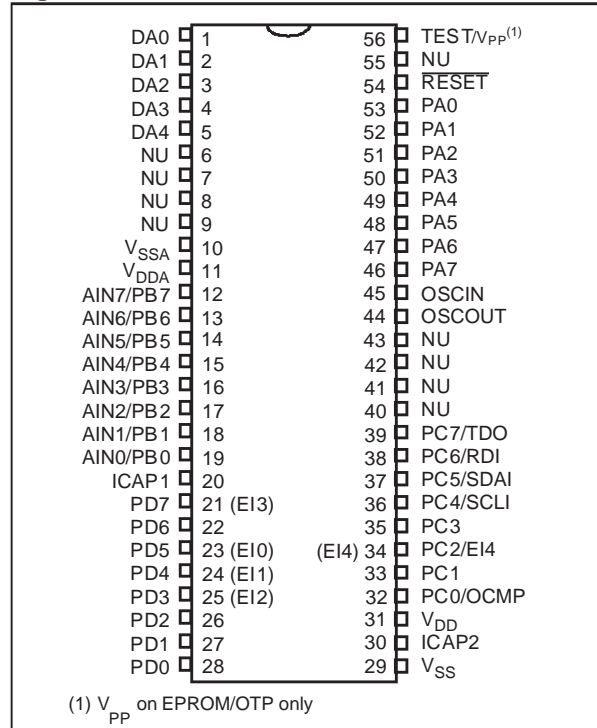 DA0 1 56 TEST/VPP(1)
DA1 2 55 NU
DA2 3 54 RESET
DA3 4 53 PA0
DA4 5 52 PA1
NU 6 51 PA2
NU 7 50 PA3
NU 8 49 PA4
NU 9 48 PA5
VSSA 10 47 PA6
VDDA 11 46 PA7
AIN7/PB7 12 45 OSCIN
AIN6/PB6 13 44 OSCOUT
AIN5/PB5 14 43 NU
AIN4/PB4 15 42 NU
AIN3/PB3 16 41 NU
AIN2/PB2 17 40 NU
AIN1/PB1 18 39 PC7/TDO
AIN0/PB0 19 38 PC6/RDI
ICAP1 20 37 PC5/SDAI
PD7 21 (EI3) 36 PC4/SCLI
PD6 22 35 PC3
PD5 23 (EI0) (EI4) 34 PC2/EI4
PD4 24 (EI1) 33 PC1
PD3 25 (EI2) 32 PC0/OCMP
PD2 26 31 VDD
PD1 27 30 ICAP2
PD0 28 29 VSS
(1) VPP on EPROM/OTP only